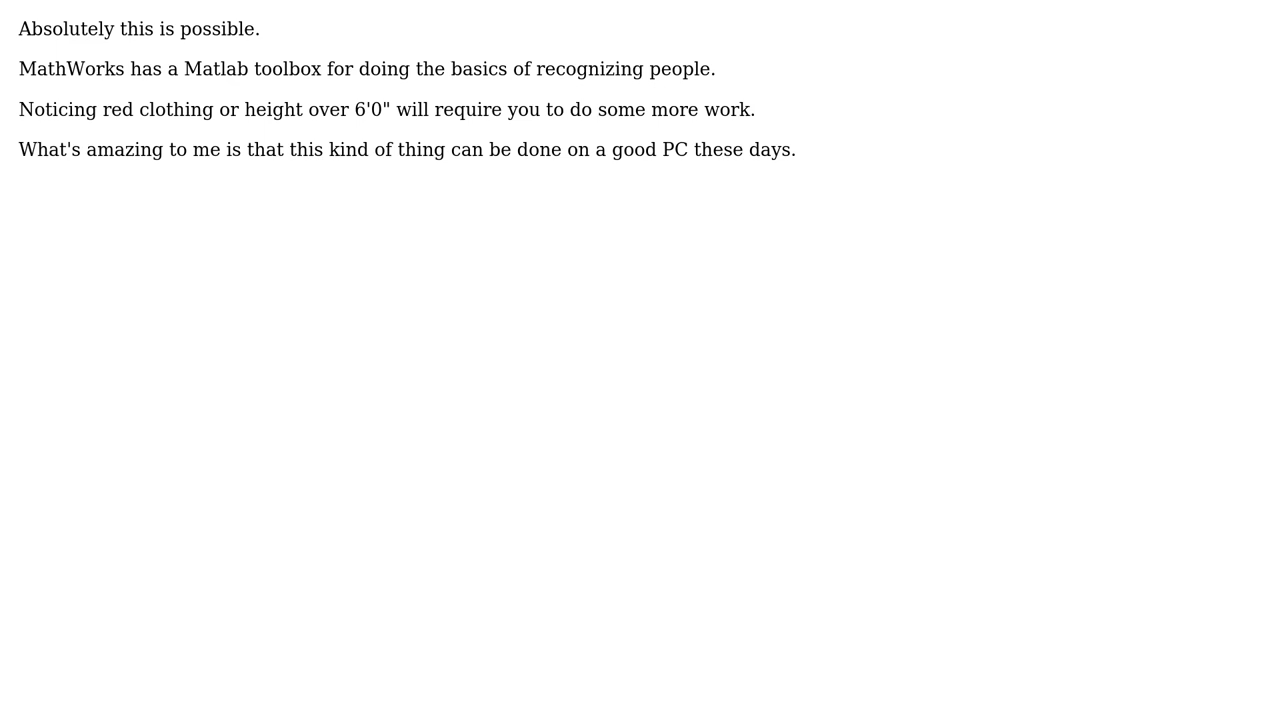 Absolutely this is possible.
MathWorks has a Matlab toolbox for doing the basics of recognizing people.
Noticing red clothing or height over 6'0" will require you to do some more work.
What's amazing to me is that this kind of thing can be done on a good PC these days.